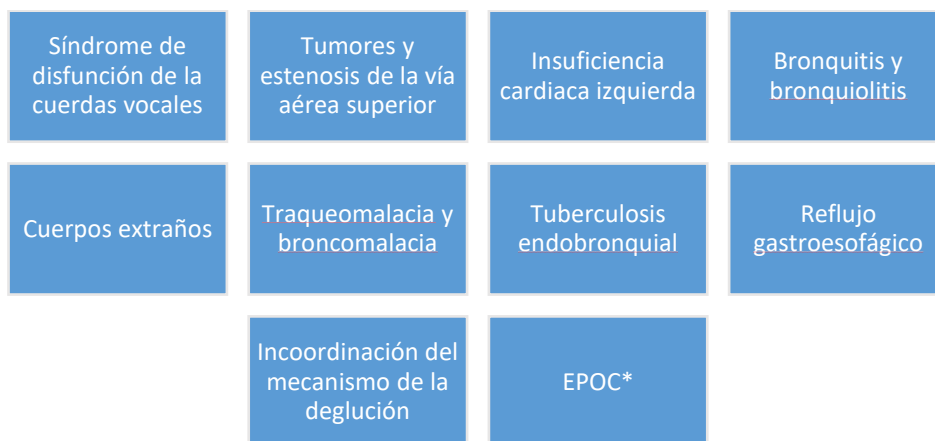 Síndrome de
disfunción de la
cuerdas vocales
Tumores y
estenosis de la vía
aérea superior
Insuficiencia
cardiaca izquierda
Bronquitis y
bronquiolitis
Cuerpos extraños
Traqueomalacia y
broncomalacia
Tuberculosis
endobronquial
Reflujo
gastroesofágico
Incoordinación del
mecanismo de la
deglución
EPOC*